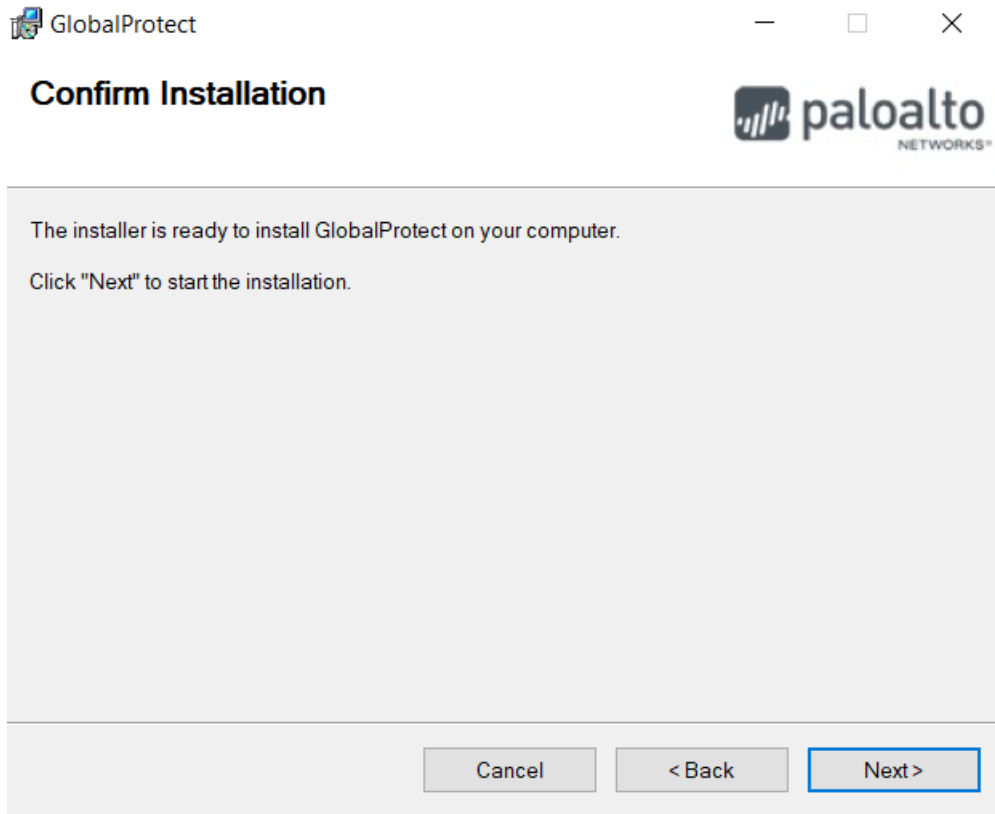 GlobalProtect
Confirm Installation
paloalto
NETWORKS®
The installer is ready to install GlobalProtect on your computer.
Click "Next" to start the installation.
Cancel
< Back
Next >